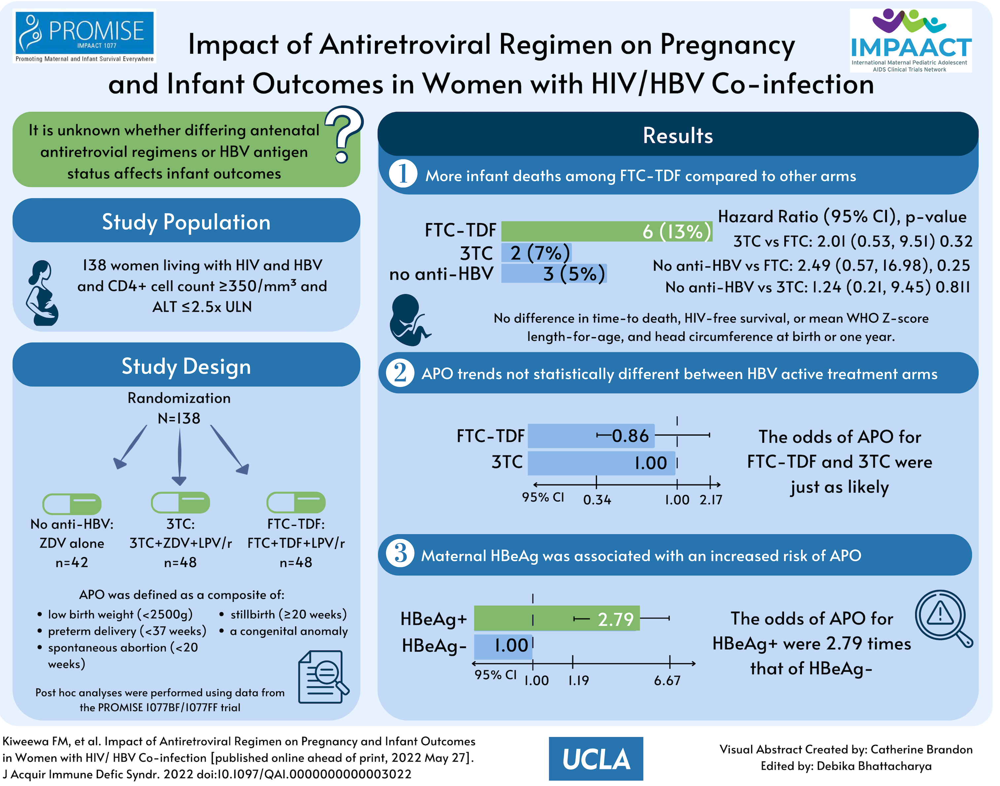 PROMISE
IMPAACT 1077
Promoting Maternal and Infant Survival Everywhere
Impact of Antiretroviral Regimen on Pregnancy
and Infant Outcomes in Women with HIV/HBV Co-infection
IMPAACT
International Maternal Pediatric Adolescent
AIDS Clinical Trials Network
It is unknown whether differing antenatal
antiretrovial regimens or HBV antigen
status affects infant outcomes
?
Study Population
138 women living with HIV and HBV
and CD4+ cell count ≥350/mm³ and
ALT ≤2.5x ULN
Study Design
Randomization
N=138
No anti-HBV:
ZDV alone
n=42
3TC:
3TC+ZDV+LPV/r
n=48
FTC-TDF:
FTC+TDF+LPV/r
n=48
APO was defined as a composite of:
• low birth weight (<2500g)
• preterm delivery (<37 weeks)
• spontaneous abortion (<20
weeks)
• stillbirth (≥20 weeks)
• a congenital anomaly
Post hoc analyses were performed using data from
the PROMISE 1077BF/1077FF trial
Results
1 More infant deaths among FTC-TDF compared to other arms
FTC-TDF 6 (13%)
3TC 2 (7%)
no anti-HBV 3 (5%)
Hazard Ratio (95% CI), p-value
3TC vs FTC: 2.01 (0.53, 9.51) 0.32
No anti-HBV vs FTC: 2.49 (0.57, 16.98), 0.25
No anti-HBV vs 3TC: 1.24 (0.21, 9.45) 0.811
No difference in time-to death, HIV-free survival, or mean WHO Z-score
length-for-age, and head circumference at birth or one year.
2 APO trends not statistically different between HBV active treatment arms
FTC-TDF 0.86
3TC 1.00
95% CI 0.34 1.00 2.17
The odds of APO for
FTC-TDF and 3TC were
just as likely
3 Maternal HBeAg was associated with an increased risk of APO
HBeAg+ 2.79
HBeAg- 1.00
95% CI 1.00 1.19 6.67
The odds of APO for
HBeAg+ were 2.79 times
that of HBeAg-
Kiweewa FM, et al. Impact of Antiretroviral Regimen on Pregnancy and Infant Outcomes
in Women with HIV/ HBV Co-infection [published online ahead of print, 2022 May 27].
J Acquir Immune Defic Syndr. 2022 doi:10.1097/QAI.0000000000003022
UCLA
Visual Abstract Created by: Catherine Brandon
Edited by: Debika Bhattacharya